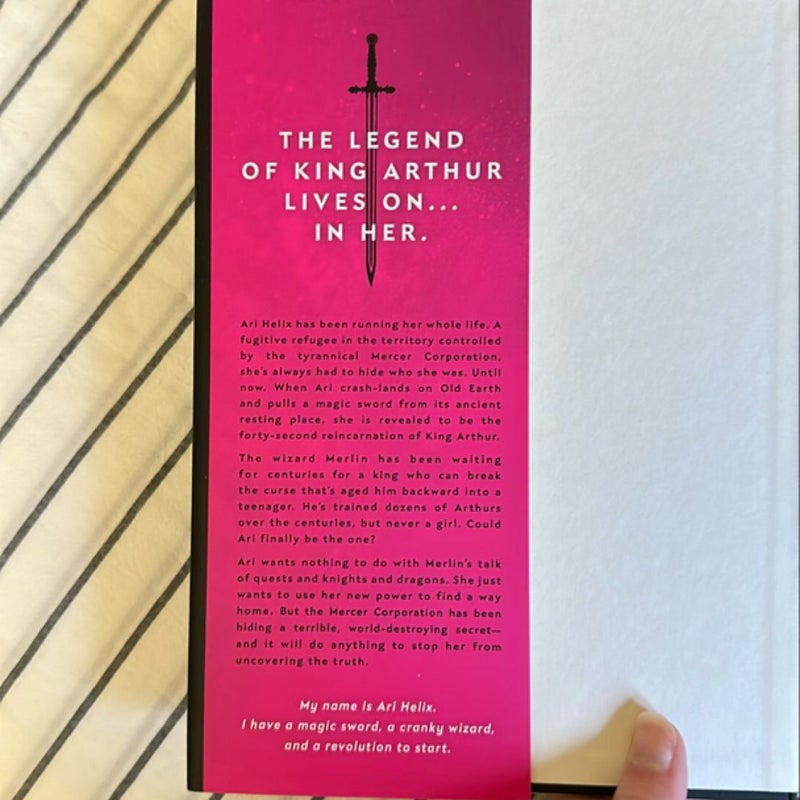 THE LEGEND
OF KING ARTHUR
LIVES ON...
IN HER.
Ari Helix has been running her whole life. A
fugitive refugee in the territory controlled
by the tyrannical Mercer Corporation,
she's always had to hide who she was. Until
now. When Ari crash-lands on Old Earth
and pulls a magic sword from its ancient
resting place, she is revealed to be the
forty-second reincarnation of King Arthur.
The wizard Merlin has been waiting
for centuries for a king who can break
the curse that's aged him backward into a
teenager. He's trained dozens of Arthurs
over the centuries, but never a girl. Could
Ari finally be the one?
Ari wants nothing to do with Merlin's talk
of quests and knights and dragons. She just
wants to use her new power to find a way
home. But the Mercer Corporation has been
hiding a terrible, world-destroying secret—
and it will do anything to stop her from
uncovering the truth.
My name is Ari Helix.
I have a magic sword, a cranky wizard,
and a revolution to start.